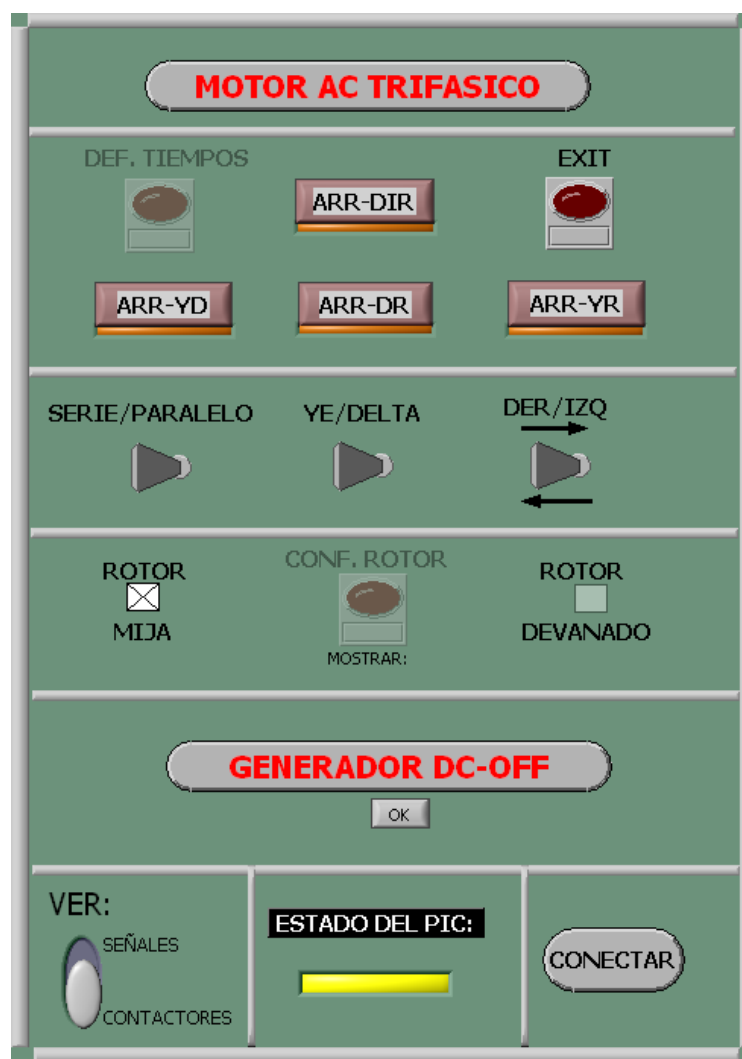 MOTOR AC TRIFASICO
DEF. TIEMPOS
EXIT
ARR-DIR
ARR-YD
ARR-DR
ARR-YR
SERIE/PARALELO
YE/DELTA
DER/IZQ
ROTOR
MIJA
CONF. ROTOR
MOSTRAR:
ROTOR
DEVANADO
GENERADOR DC-OFF
OK
VER:
SEÑALES
CONTACTORES
ESTADO DEL PIC:
CONECTAR